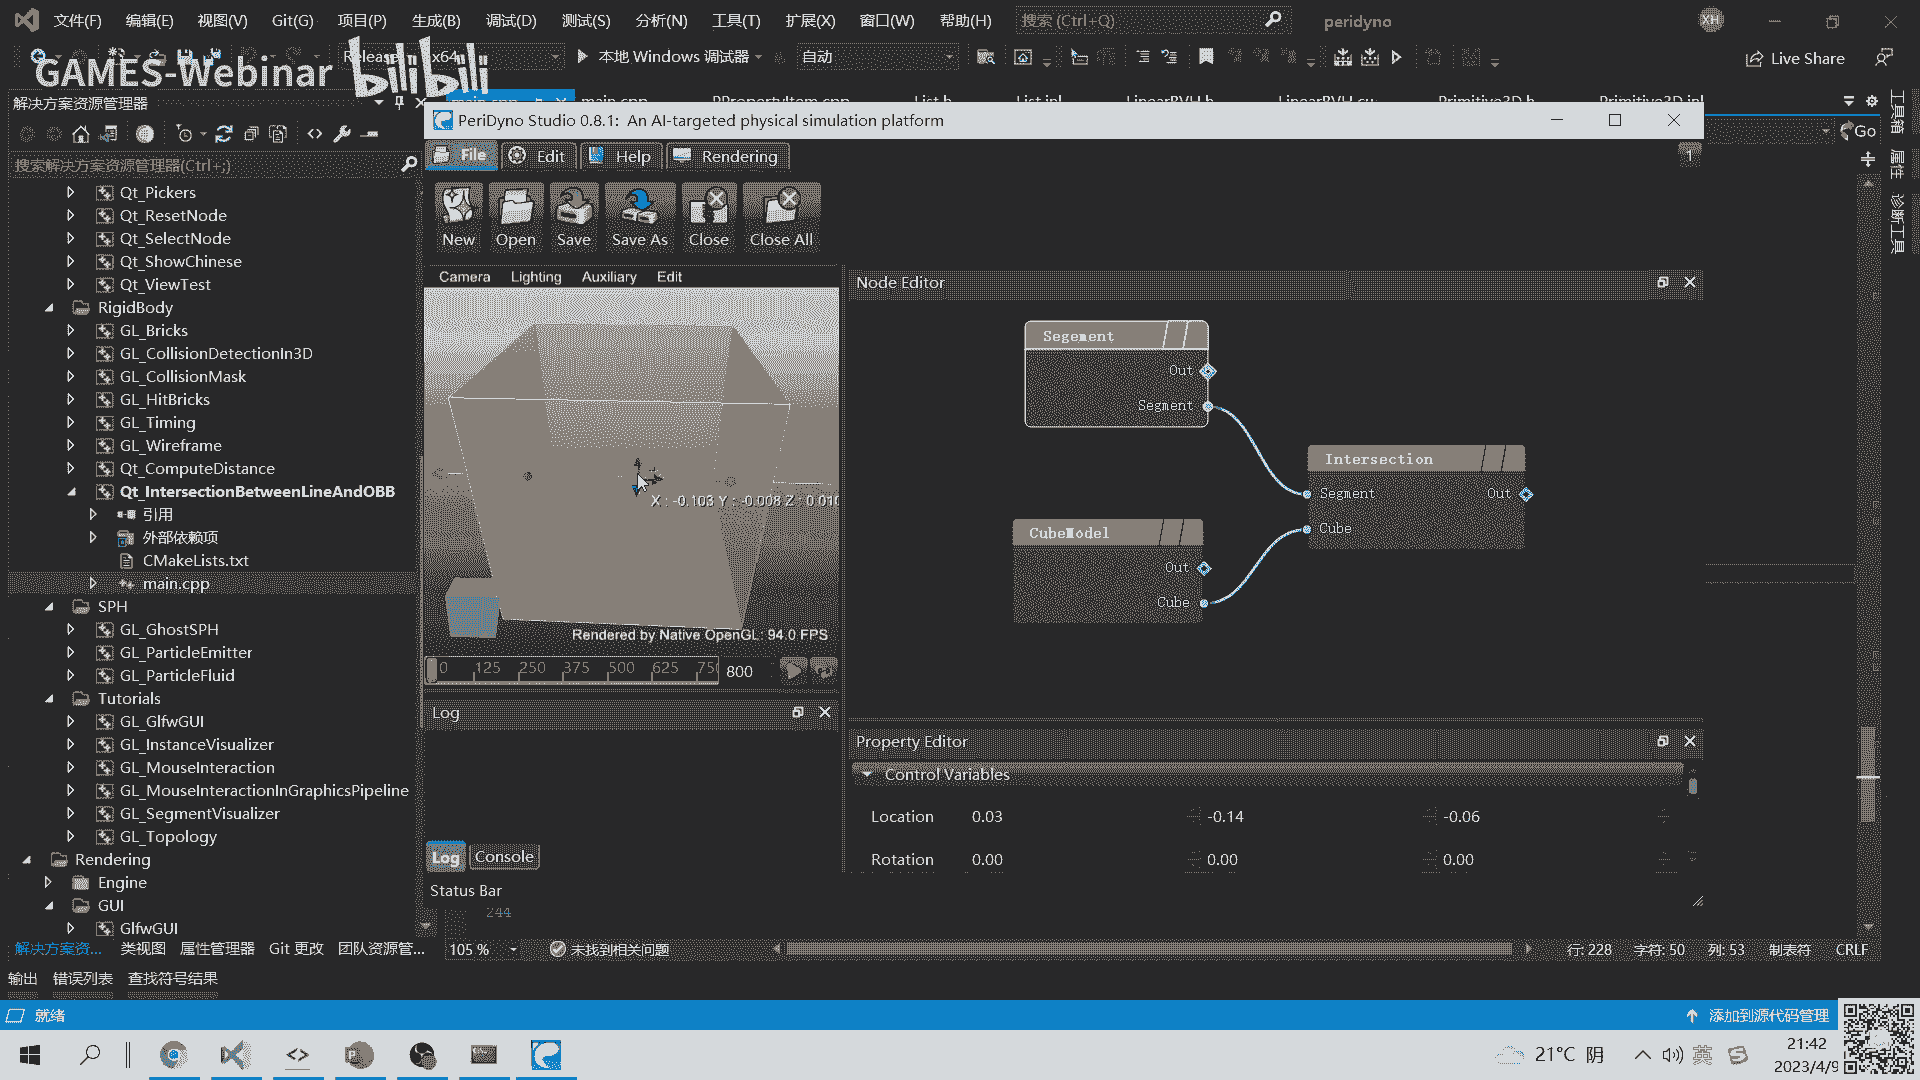 文件(F) 编辑(E) 视图(V) Git(G) 项目(P) 生成(B) 调试(D) 测试(S) 分析(N) 工具(T) 扩展(X) 窗口(W) 帮助(H) 搜索 (Ctrl+Q) peridyno XH
Release x64 本地 Windows 调试器 自动 Live Share
GAMES-Webinar bilibili
解决方案资源管理器
main.cpp main.cpp PPropertyItem.cpp List.h List.inl LinearBVH.h LinearBVH.cu Primitive3D.h Primitive3D.inl
搜索解决方案资源管理器(Ctrl+;)
Qt_Pickers
Qt_ResetNode
Qt_SelectNode
Qt_ShowChinese
Qt_ViewTest
RigidBody
GL_Bricks
GL_CollisionDetectionIn3D
GL_CollisionMask
GL_HitBricks
GL_Timing
GL_Wireframe
Qt_ComputeDistance
Qt_IntersectionBetweenLineAndOBB
引用
外部依赖项
CMakeLists.txt
main.cpp
SPH
GL_GhostSPH
GL_ParticleEmitter
GL_ParticleFluid
Tutorials
GL_GlfwGUI
GL_InstanceVisualizer
GL_MouseInteraction
GL_MouseInteractionInGraphicsPipeline
GL_SegmentVisualizer
GL_Topology
Rendering
Engine
GUI
GlfwGUI
解决方案资... 类视图 属性管理器 Git 更改 团队资源管...
PeriDyno Studio 0.8.1: An AI-targeted physical simulation platform
File Edit Help Rendering
1
New Open Save Save As Close Close All
Camera Lighting Auxiliary Edit
X : -0.103 Y : -0.008 Z : 0.010
Rendered by Native OpenGL: 94.0 FPS
0 125 250 375 500 625 750 800
Log
Log Console
Status Bar
244
Node Editor
Segement
Out
Segment
CubeModel
Out
Cube
Intersection
Segment Out
Cube
Property Editor
Control Variables
Location 0.03 -0.14 -0.06
Rotation 0.00 0.00 0.00
Go
工具箱
属性
诊断工具
105 % 未找到相关问题 行: 228 字符: 50 列: 53 制表符 CRLF
输出 错误列表 查找符号结果
就绪 添加到源代码管理
21°C 阴 英 21:42
2023/4/9